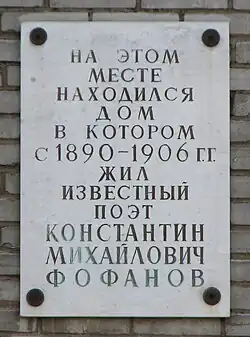 НА ЭТОМ
МЕСТЕ
НАХОДИЛСЯ
ДОМ
В КОТОРОМ
С 1890-1906 ГГ.
ЖИЛ
ИЗВЕСТНЫЙ
ПОЭТ
КОНСТАНТИН
МИХАЙЛОВИЧ
ФОФАНОВ